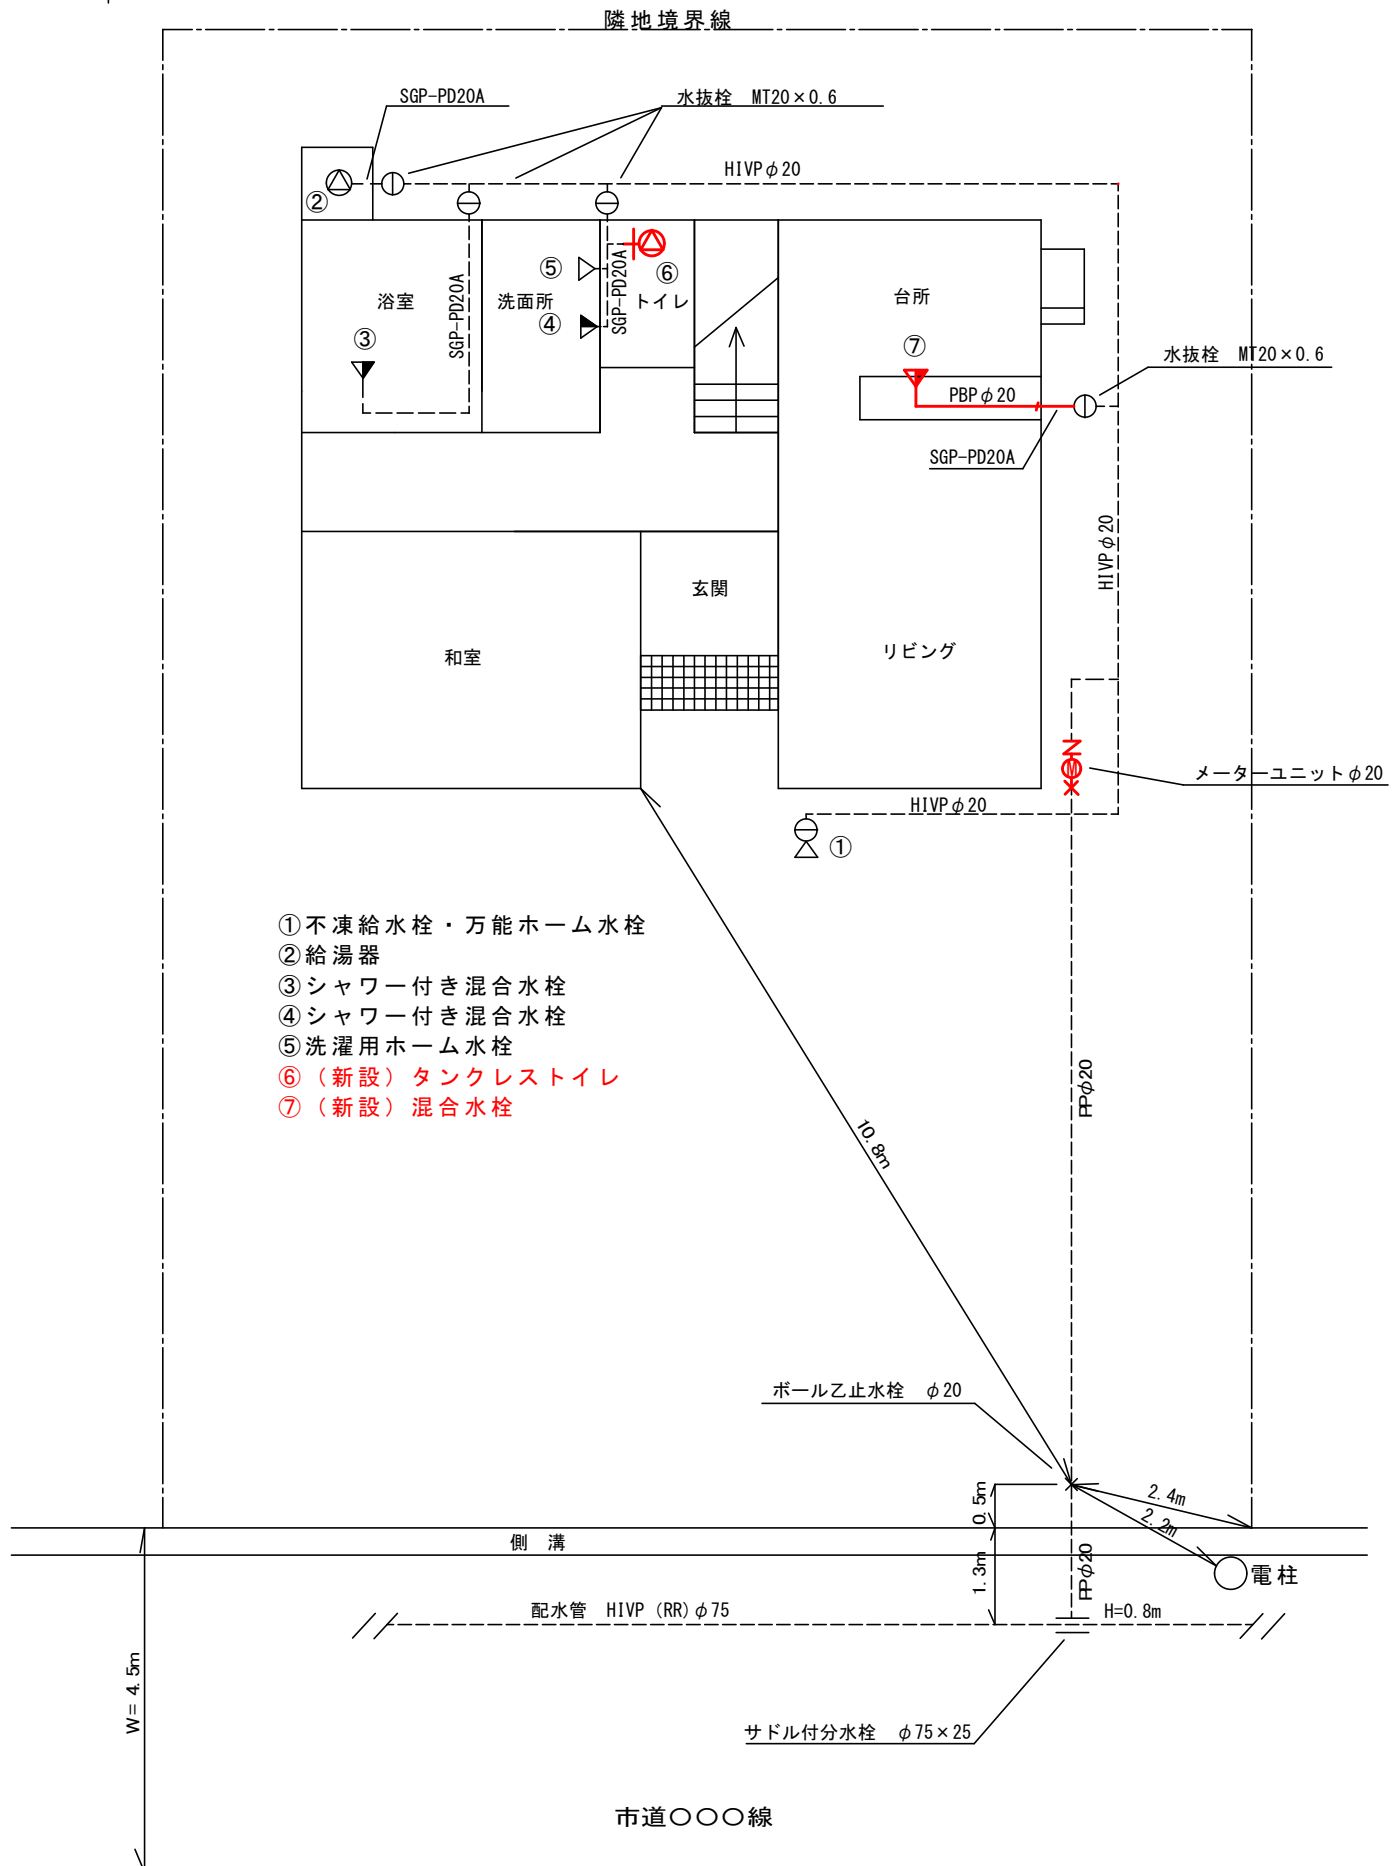 隣地境界線
SGP-PD20A
水抜栓 MT20×0.6
HIVPφ20
②
⑤
⑥
浴室
洗面所
トイレ
台所
SGP-PD20A
SGP-PD20A
④
③
⑦
水抜栓 MT20×0.6
PBPφ20
SGP-PD20A
HIVPφ20
玄関
和室
リビング
M
メーターユニットφ20
HIVPφ20
①
①不凍給水栓・万能ホーム水栓
②給湯器
③シャワー付き混合水栓
④シャワー付き混合水栓
⑤洗濯用ホーム水栓
⑥（新設）タンクレストイレ
⑦（新設）混合水栓
PPφ20
10.8m
ボール乙止水栓 φ20
0.5m
2.4m
2.2m
側溝
1.3m
PPφ20
電柱
配水管 HIVP（RR）φ75
H=0.8m
W=4.5m
サドル付分水栓 φ75×25
市道〇〇〇線